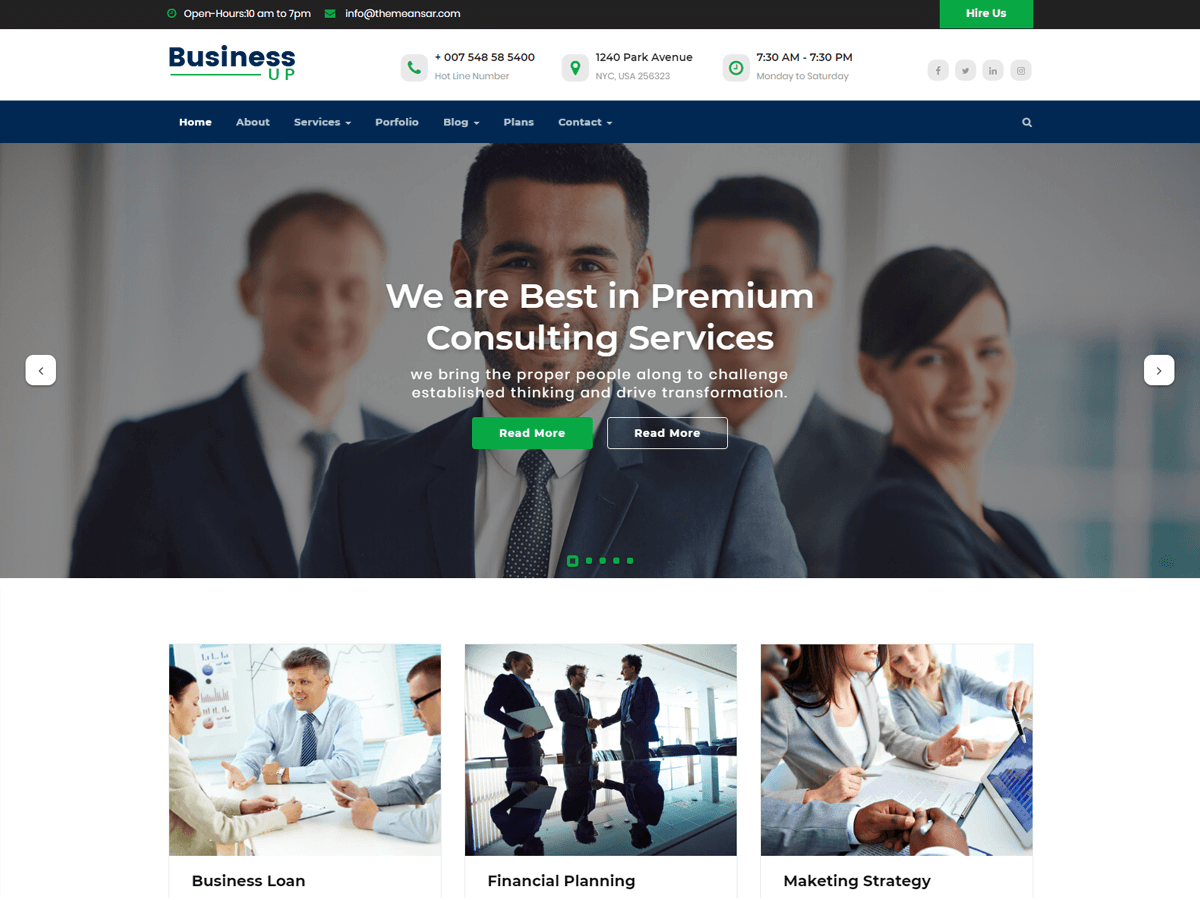 Open-Hours:10 am to 7pm info@themeansar.com Hire Us
Business
UP
+ 007 548 58 5400
Hot Line Number
1240 Park Avenue
NYC, USA 256323
7:30 AM - 7:30 PM
Monday to Saturday
Home About Services Porfolio Blog Plans Contact
We are Best in Premium
Consulting Services
we bring the proper people along to challenge
established thinking and drive transformation.
Read More Read More
Business Loan Financial Planning Maketing Strategy